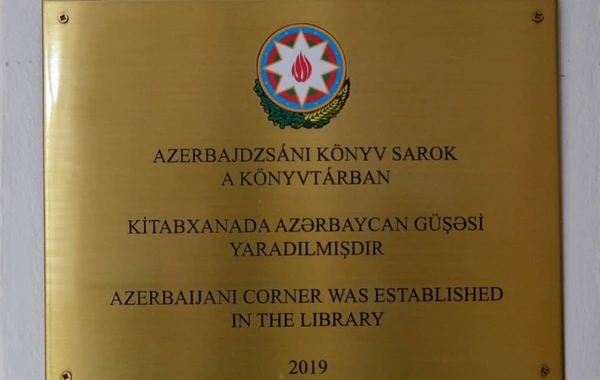 AZERBAJDZSÁNI KÖNYV SAROK
A KÖNYVTÁRBAN
KİTABXANADA AZƏRBAYCAN GÜŞƏSİ
YARADILMIŞDIR
AZERBAIJANI CORNER WAS ESTABLISHED
IN THE LIBRARY
2019